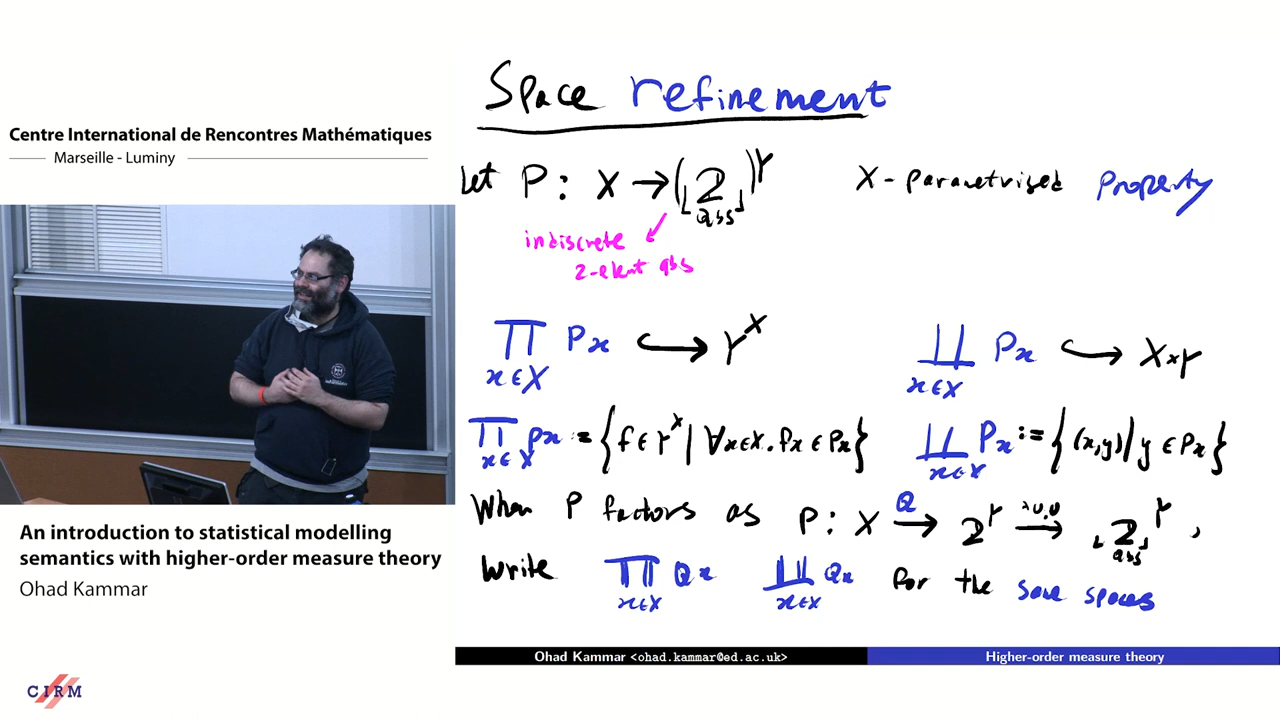 Centre International de Rencontres Mathématiques
Marseille - Luminy
An introduction to statistical modelling
semantics with higher-order measure theory
Ohad Kammar
CIRM
Space refinement
Let P : X → (⌞2⌟)^Y X - parametrised Property
Qbs
indiscrete
2-elent qbs
∏ Px ↪ Y^X ∐ Px ↪ X×Y
x∈X x∈X
∏ Px := {f ∈ Y^X | ∀x∈X. fx ∈ Px} ∐ Px := {(x,y) | y ∈ Px}
x∈X x∈X
When P factors as P : X →^Q 2^Y →^{λυ.υ} ⌞2⌟^Y ,
Qbs
Write ∏ Qx ∐ Qx for the same spaces
x∈X x∈X
Ohad Kammar <ohad.kammar@ed.ac.uk> Higher-order measure theory